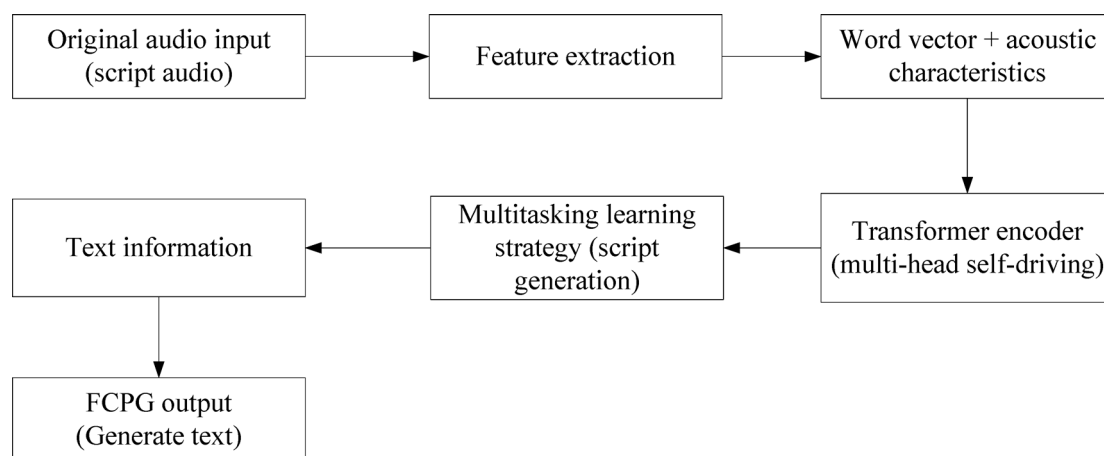 Original audio input
(script audio)
Feature extraction
Word vector + acoustic
characteristics
Transformer encoder
(multi-head self-driving)
Multitasking learning
strategy (script
generation)
Text information
FCPG output
(Generate text)